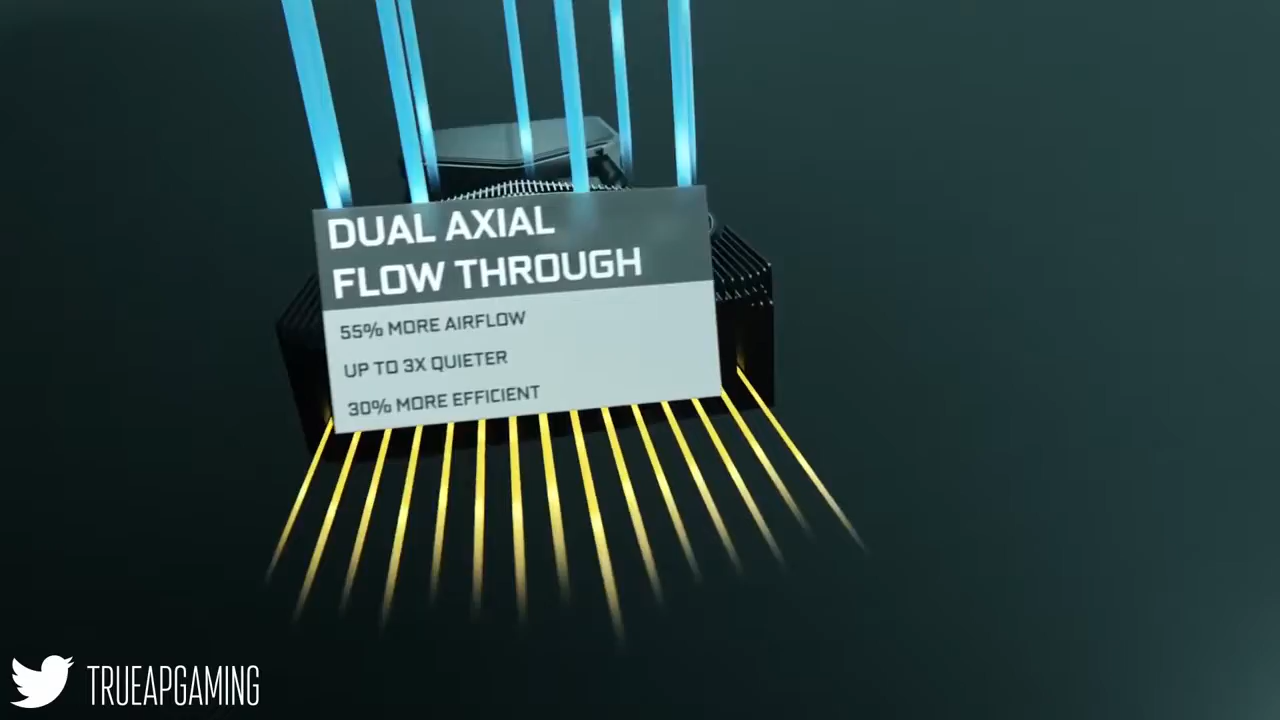 DUAL AXIAL
FLOW THROUGH
55% MORE AIRFLOW
UP TO 3X QUIETER
30% MORE EFFICIENT
TRUEAPGAMING